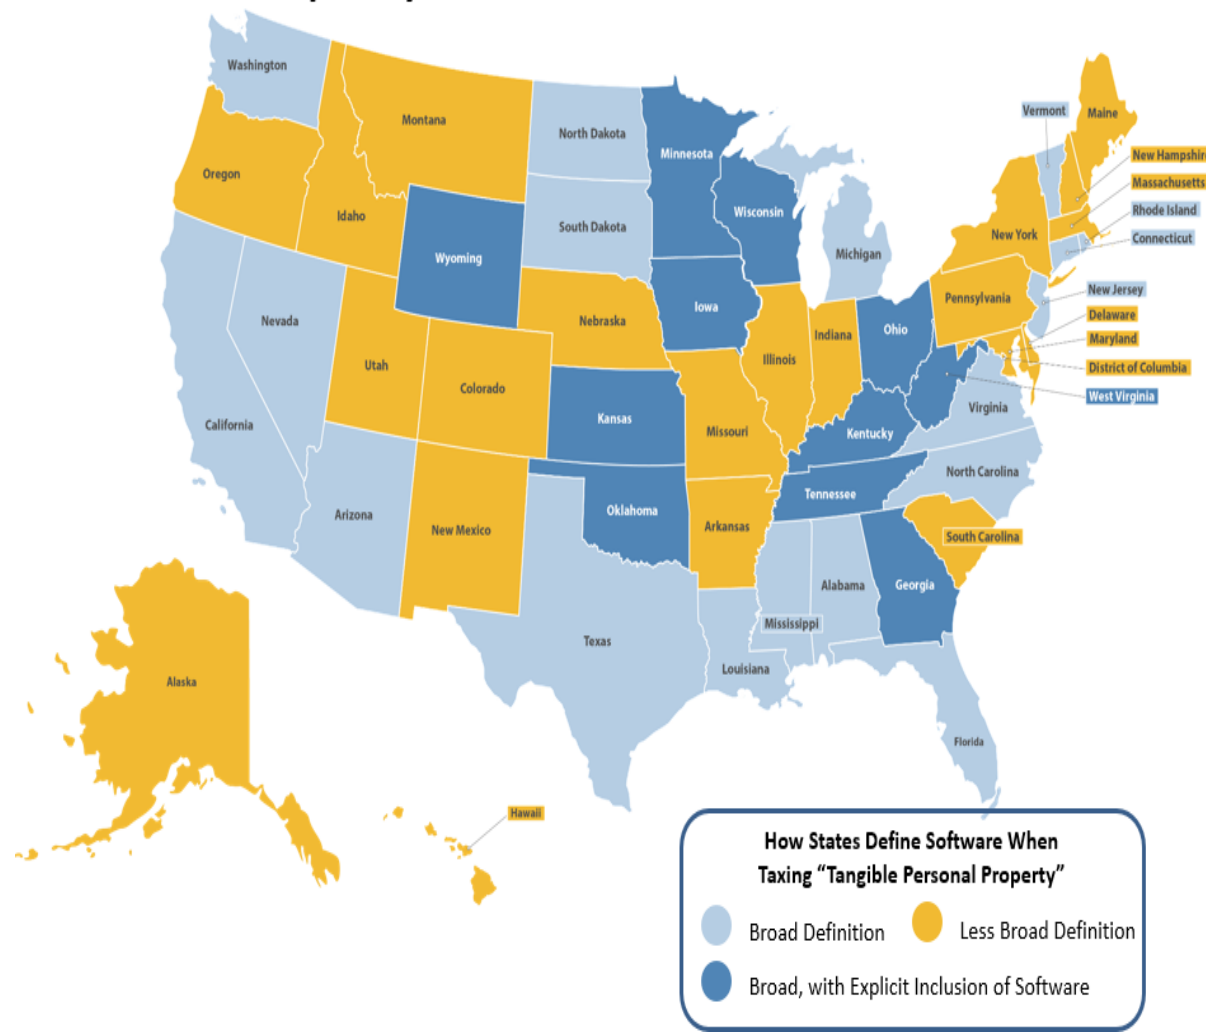 Washington
Vermont
Maine
Montana
North Dakota
Minnesota
New Hampshire
Oregon
Massachusetts
Idaho
South Dakota
Wisconsin
Rhode Island
New York
Connecticut
Wyoming
Michigan
New Jersey
Pennsylvania
Iowa
Delaware
Nevada
Nebraska
Ohio
Indiana
Maryland
Illinois
Utah
District of Columbia
Colorado
West Virginia
Virginia
California
Kansas
Missouri
Kentucky
North Carolina
Tennessee
Arizona
Oklahoma
New Mexico
Arkansas
South Carolina
Alabama
Georgia
Mississippi
Texas
Louisiana
Alaska
Florida
Hawaii
How States Define Software When
Taxing “Tangible Personal Property”
Broad Definition
Less Broad Definition
Broad, with Explicit Inclusion of Software